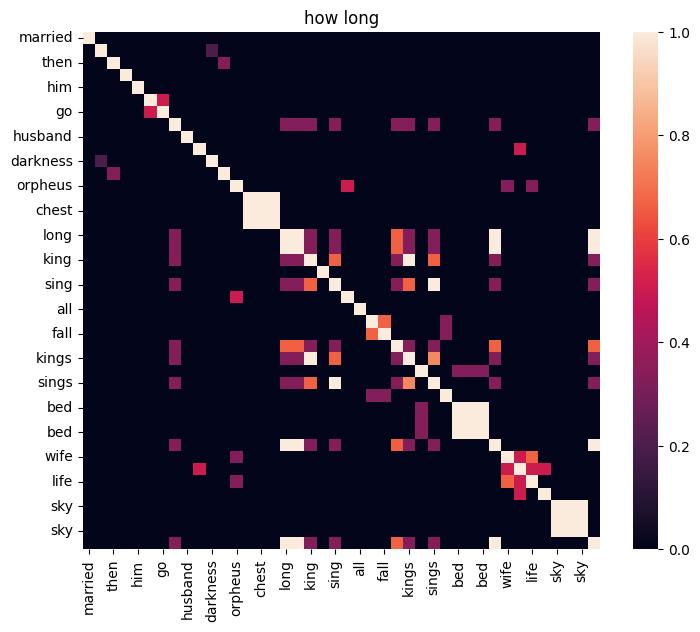 how long
married
then
him
go
husband
darkness
orpheus
chest
long
king
sing
all
fall
kings
sings
bed
bed
wife
life
sky
sky
1.0
0.8
0.6
0.4
0.2
0.0
married
then
him
go
husband
darkness
orpheus
chest
long
king
sing
all
fall
kings
sings
bed
bed
wife
life
sky
sky